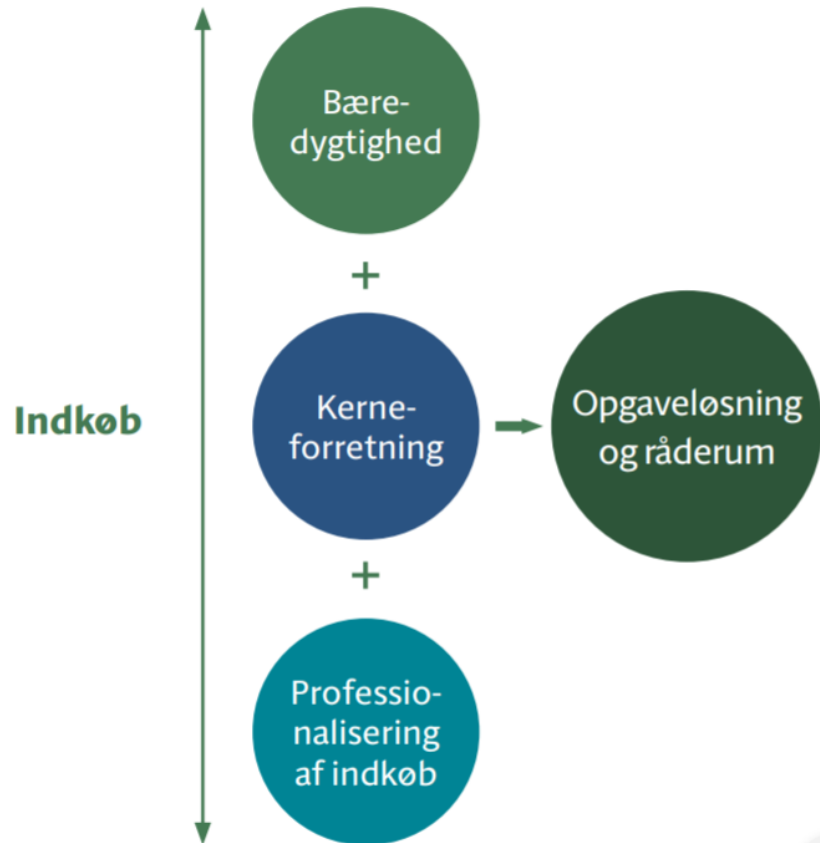 Bære-
dygtighed
+
Indkøb
Kerne-
forretning
Opgaveløsning
og råderum
+
Professio-
nalisering
af indkøb